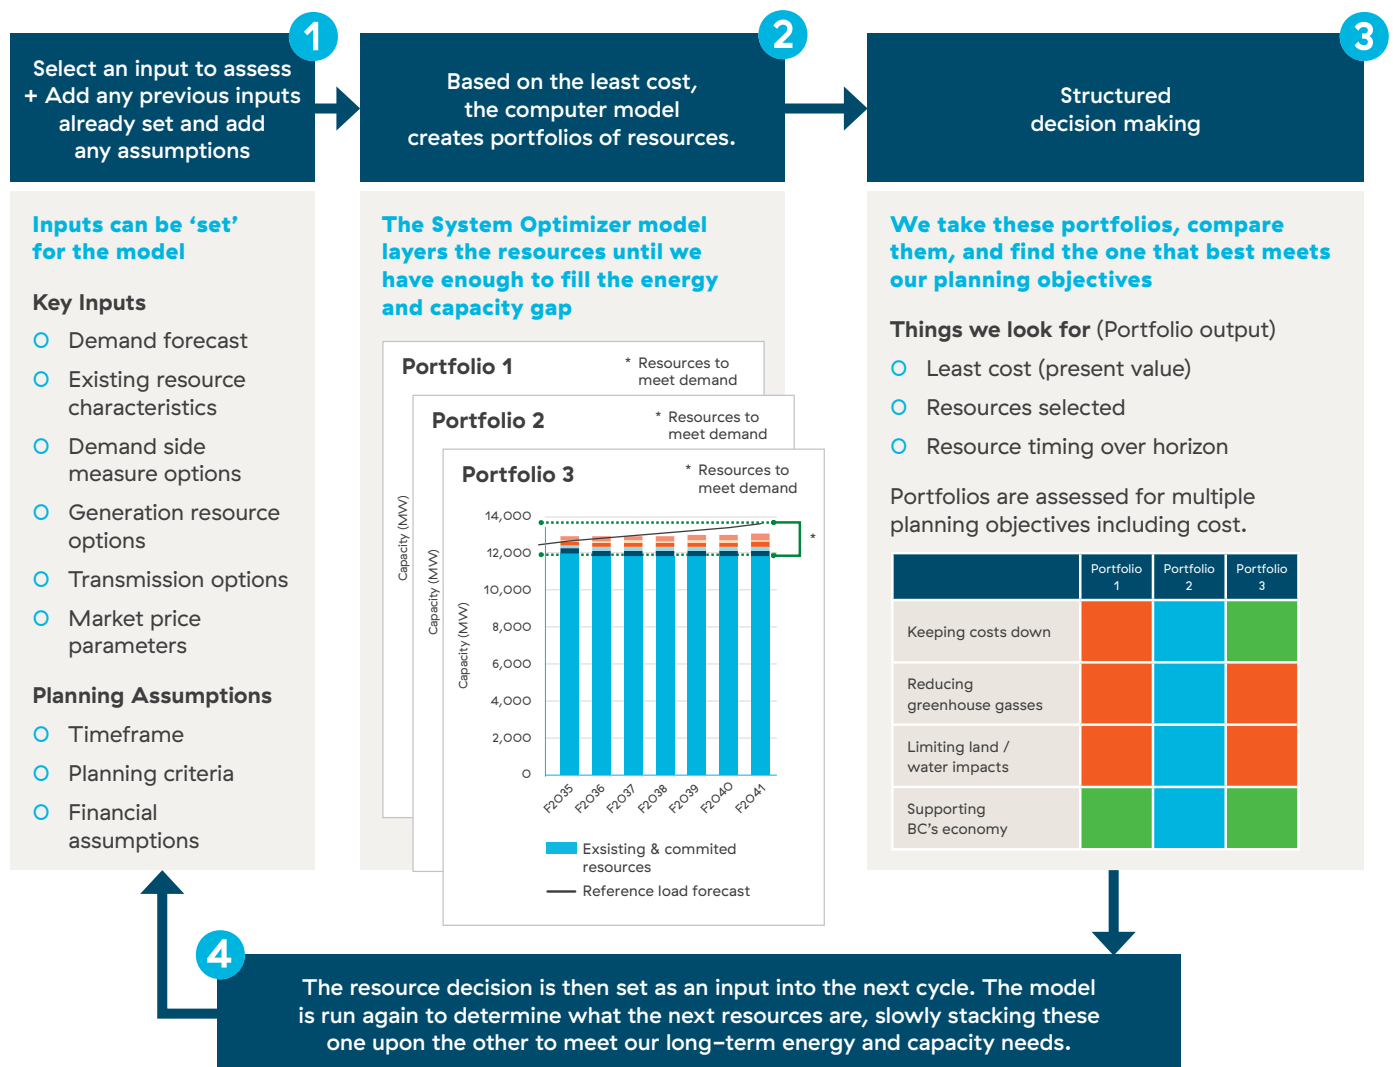 1
Select an input to assess
+ Add any previous inputs
already set and add
any assumptions
2
Based on the least cost,
the computer model
creates portfolios of resources.
3
Structured
decision making
Inputs can be ‘set’
for the model
Key Inputs
Demand forecast
Existing resource
characteristics
Demand side
measure options
Generation resource
options
Transmission options
Market price
parameters
Planning Assumptions
Timeframe
Planning criteria
Financial
assumptions
The System Optimizer model
layers the resources until we
have enough to fill the energy
and capacity gap
Portfolio 1
* Resources to
meet demand
Capacity (MW)
Portfolio 2
* Resources to
meet demand
Capacity (MW)
Portfolio 3
* Resources to
meet demand
Capacity (MW)
14,000
12,000
10,000
8,000
6,000
4,000
2,000
0
*
F2035
F2036
F2037
F2038
F2039
F2040
F2041
Exsisting & commited
resources
Reference load forecast
We take these portfolios, compare
them, and find the one that best meets
our planning objectives
Things we look for (Portfolio output)
Least cost (present value)
Resources selected
Resource timing over horizon
Portfolios are assessed for multiple
planning objectives including cost.
Portfolio
1
Portfolio
2
Portfolio
3
Keeping costs down
Reducing
greenhouse gasses
Limiting land /
water impacts
Supporting
BC’s economy
4
The resource decision is then set as an input into the next cycle. The model
is run again to determine what the next resources are, slowly stacking these
one upon the other to meet our long–term energy and capacity needs.